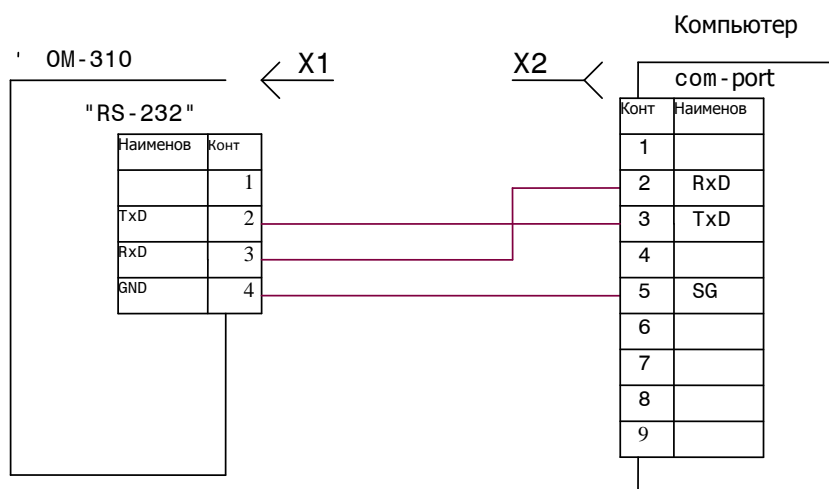 Компьютер
' OM-310
X1
X2
com-port
"RS-232"
Наименов Конт
1
TxD 2
RxD 3
GND 4
Конт Наименов
1
2 RxD
3 TxD
4
5 SG
6
7
8
9